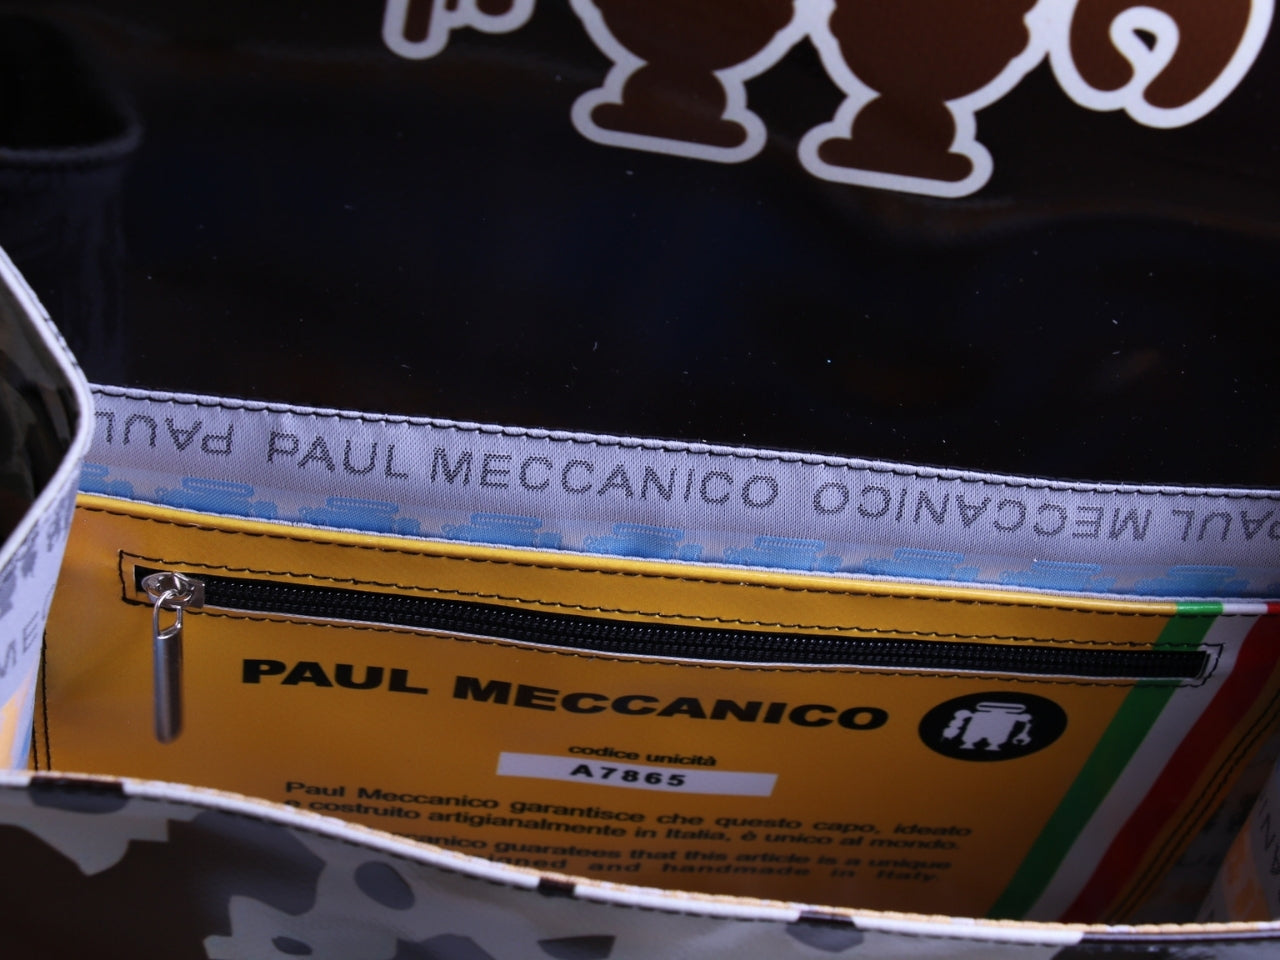 PAUL PAUL MECCANICO MECCANICO PAUL
PAUL MECCANICO
codice unicità
A7865
Paul Meccanico garantisce che questo capo, ideato
e costruito artigianalmente in Italia, è unico al mondo.
guaratees that this article is a unique
and handmade in Italy.